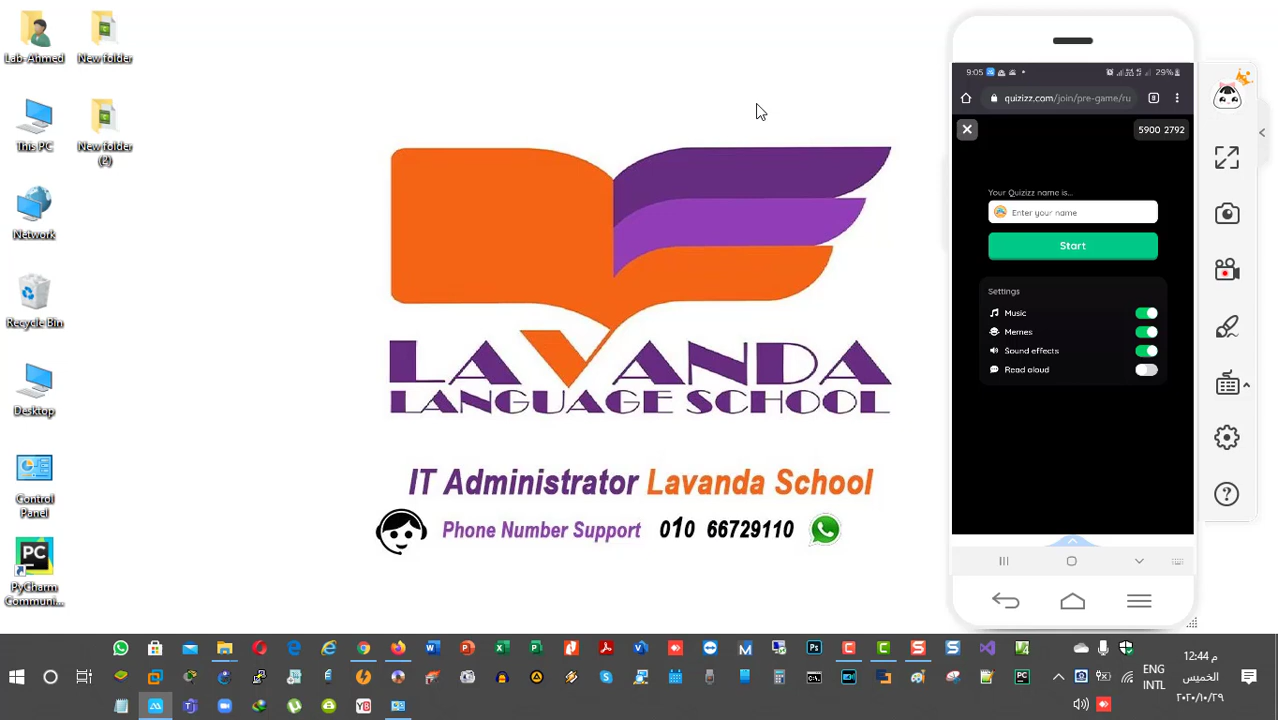 Lab-Ahmed
New folder
This PC
New folder
(2)
Network
Recycle Bin
Desktop
Control
Panel
PyCharm
Communi...
LAVANDA
LANGUAGE SCHOOL
IT Administrator Lavanda School
Phone Number Support 010 66729110
9:05
29%
quizizz.com/join/pre-game/ru
5900 2792
Your Quizizz name is...
Enter your name
Start
Settings
Music
Memes
Sound effects
Read aloud
ENG
INTL
12:44 م
الخميس
٢٠٢٠/١٠/٢٩